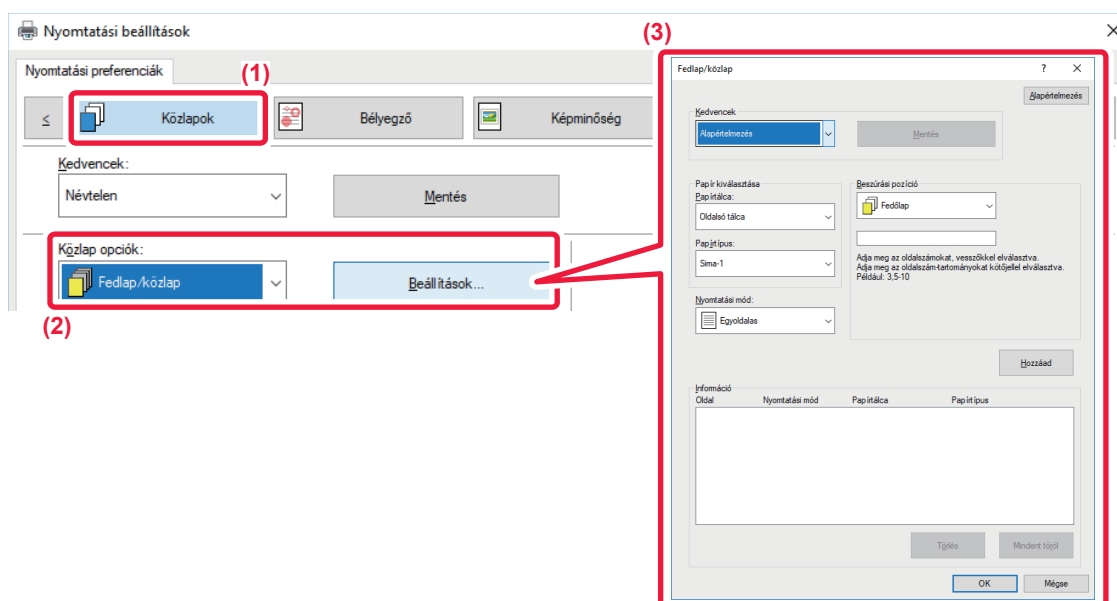 Nyomtatási beállítások
Nyomtatási preferenciák
(1)
<
Közlapok
Bélyegző
Képminőség
Kedvencek:
Névtelen
Mentés
Közlap opciók:
Fedlap/közlap
Beállítások...
(2)
(3)
Fedlap/közlap
?
Alapértelmezés
Kedvencek
Alapértelmezés
Mentés
Papír kiválasztása
Papírtálca:
Oldalsó tálca
Papírtípus:
Sima-1
Nyomtatási mód:
Egyoldalas
Beszúrási pozíció
Fedőlap
Adja meg az oldalszámokat, vesszőkkel elválasztva.
Adja meg az oldalszám-tartományokat kötőjellel elválasztva.
Például: 3,5-10
Hozzáad
Információ
Oldal Nyomtatási mód Papírtálca Papírtípus
Törlés
Mindent töröl
OK
Mégse